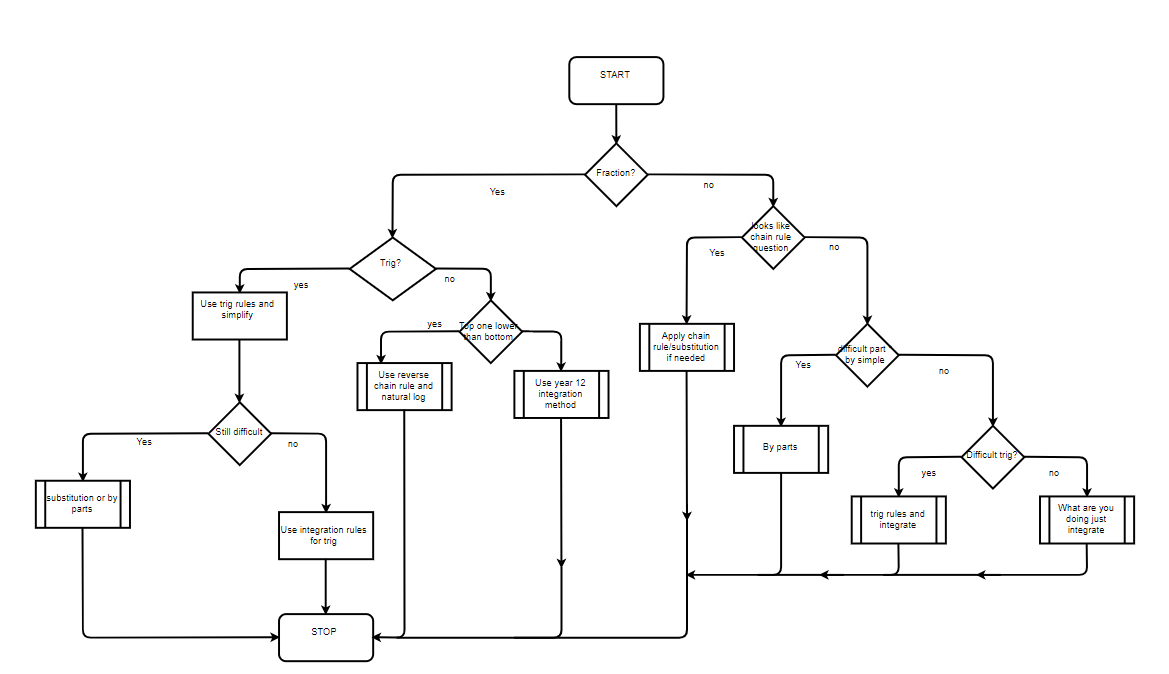 START
Fraction?
Yes
no
looks like
chain rule
question
Yes
no
Trig?
yes
no
Use trig rules and
simplify
Top one lower
than bottom
yes
Apply chain
rule/substitution
if needed
difficult part
by simple
Yes
no
Use reverse
chain rule and
natural log
Use year 12
integration
method
Still difficult
Yes
no
By parts
Difficult trig?
yes
no
substitution or by
parts
Use integration rules
for trig
trig rules and
integrate
What are you
doing just
integrate
STOP